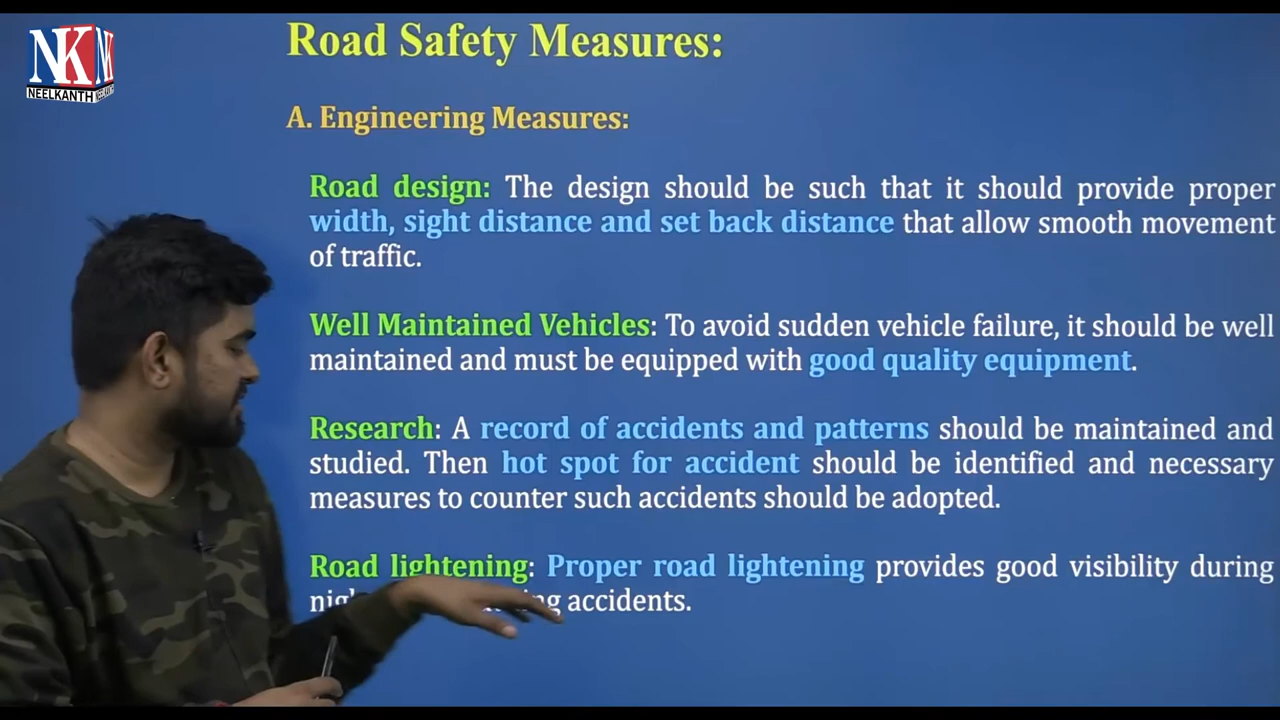 NKN
NEELKANTH
Road Safety Measures:
A. Engineering Measures:
Road design: The design should be such that it should provide proper
width, sight distance and set back distance that allow smooth movement
of traffic.
Well Maintained Vehicles: To avoid sudden vehicle failure, it should be well
maintained and must be equipped with good quality equipment.
Research: A record of accidents and patterns should be maintained and
studied. Then hot spot for accident should be identified and necessary
measures to counter such accidents should be adopted.
Road lightening: Proper road lightening provides good visibility during
accidents.